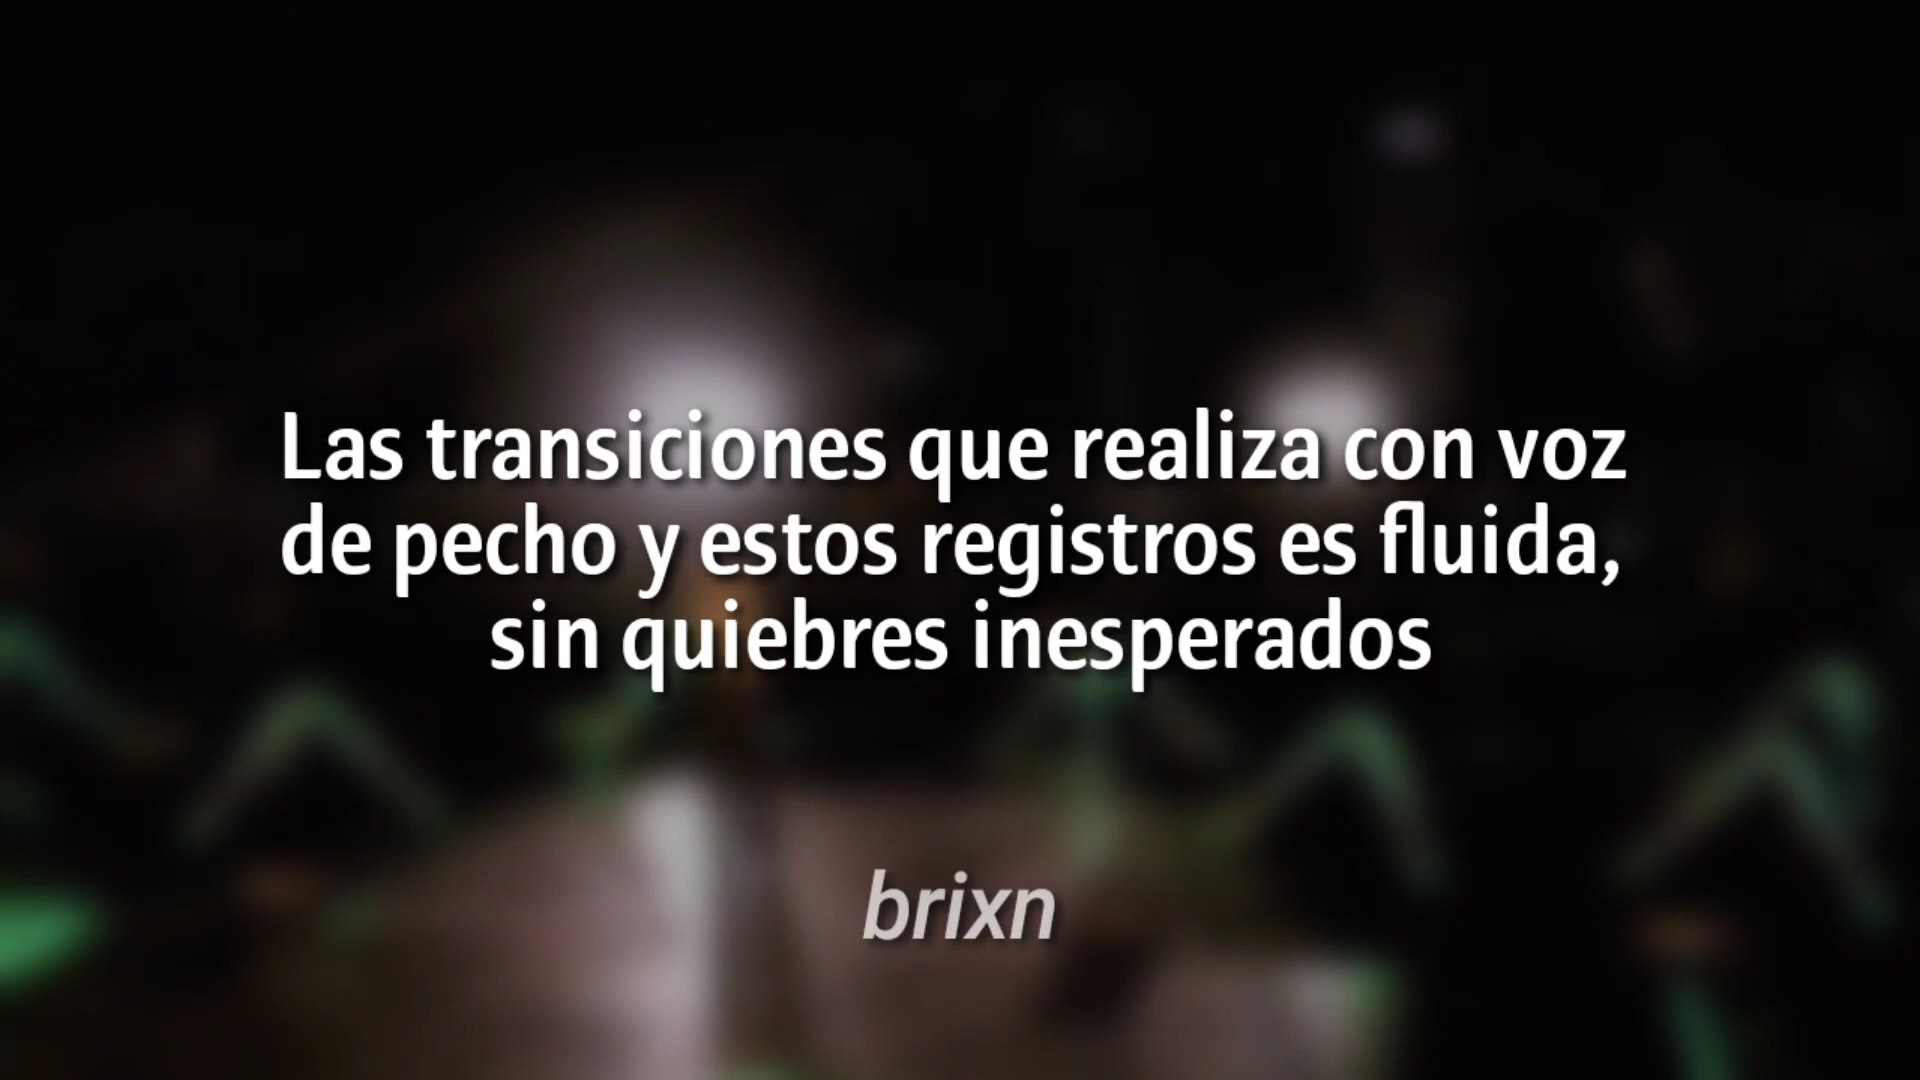 Las transiciones que realiza con voz
de pecho y estos registros es fluida,
sin quiebres inesperados
brixn